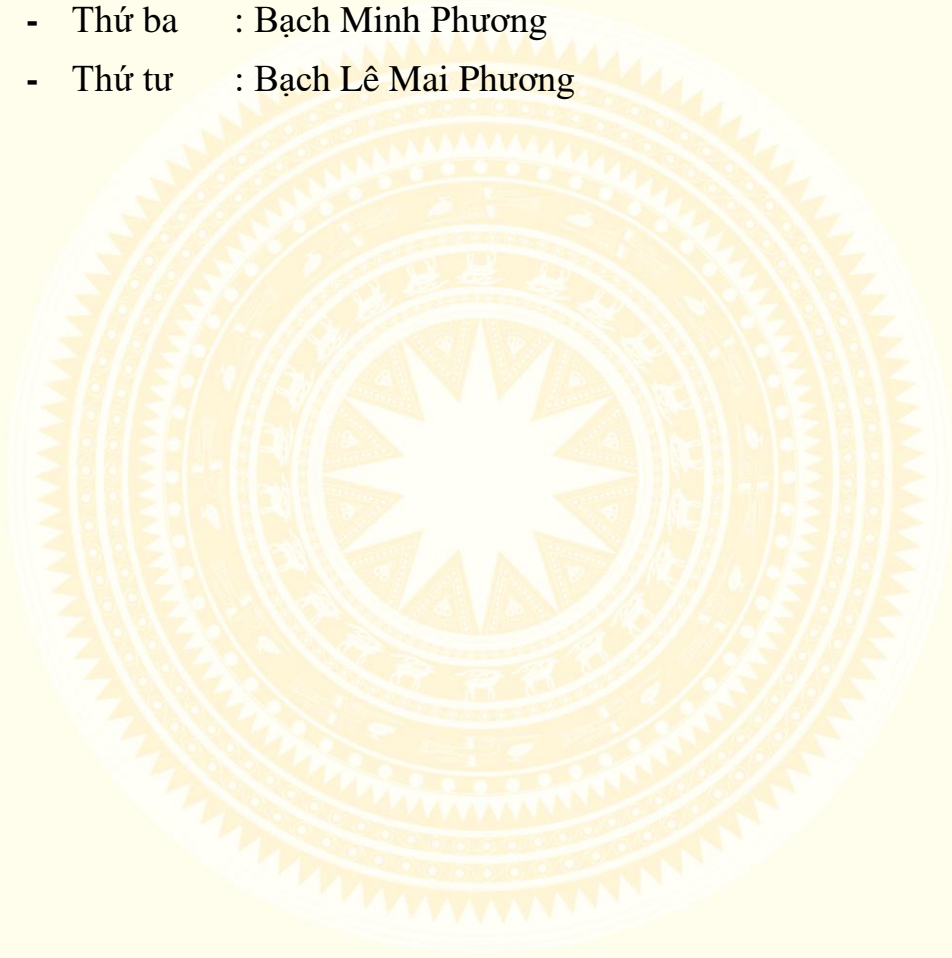 - Thứ ba : Bạch Minh Phương
- Thứ tư : Bạch Lê Mai Phương